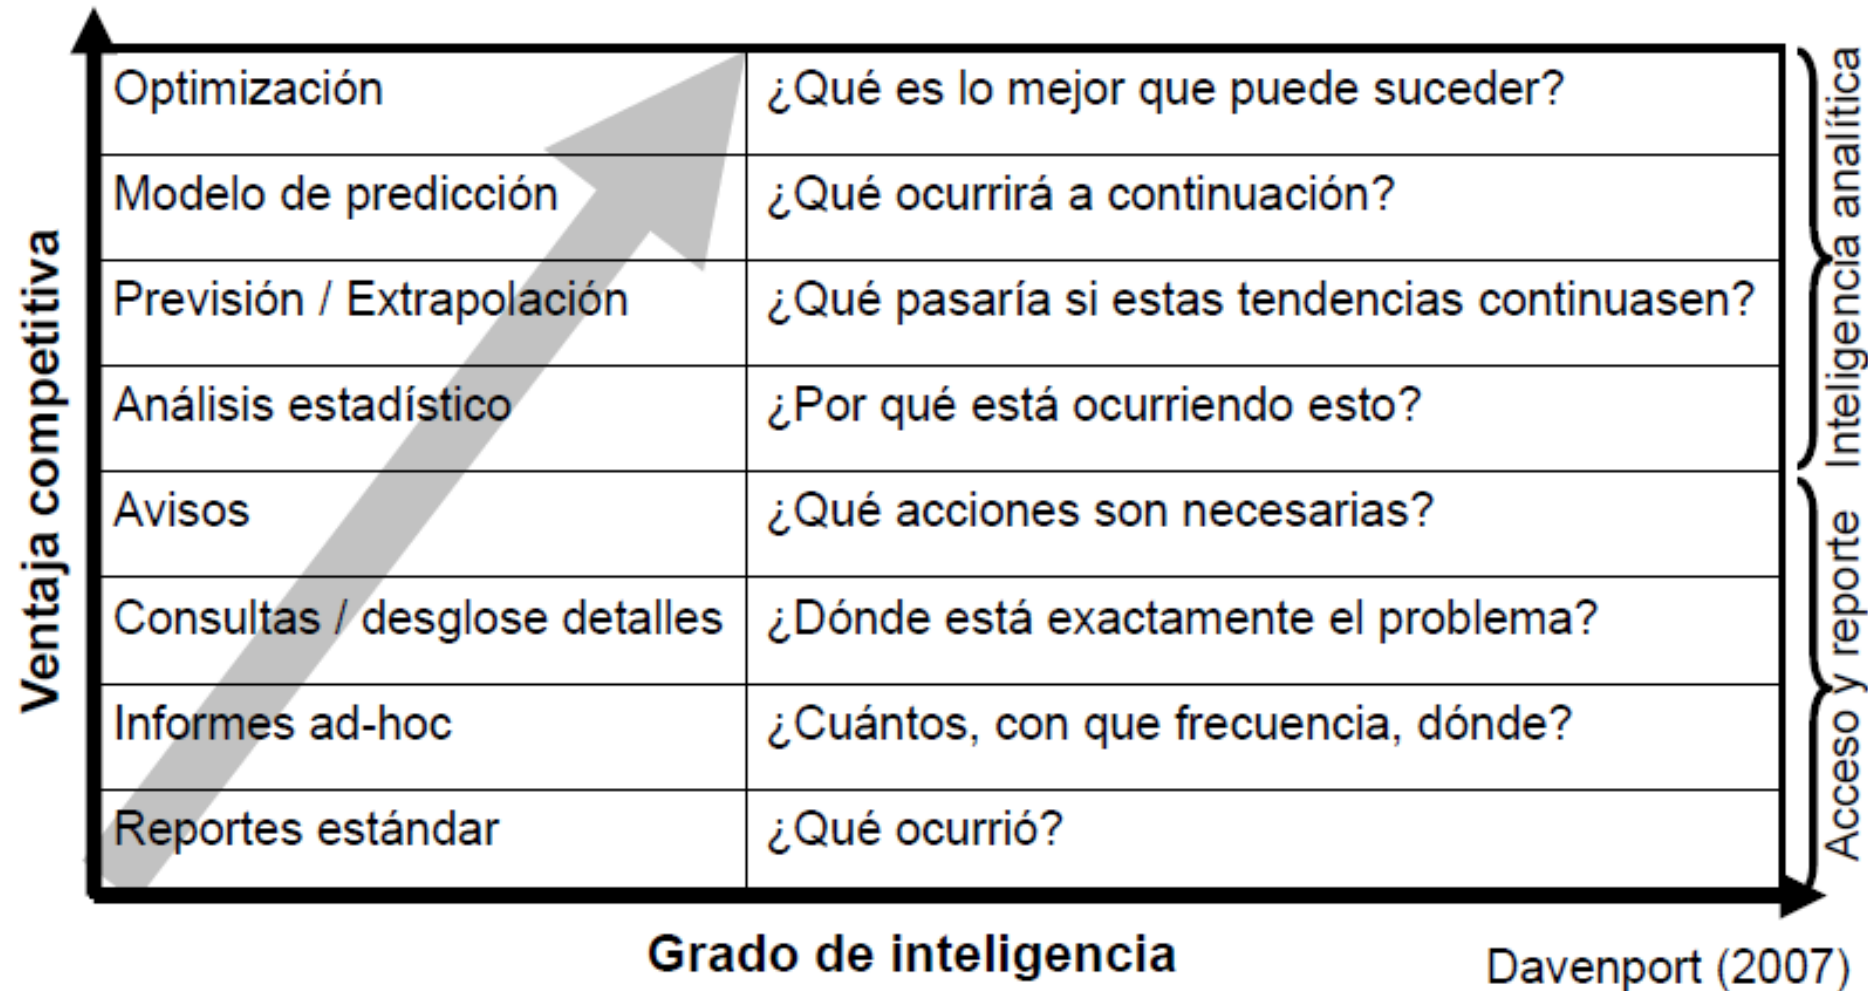 Ventaja competitiva
Optimización
¿Qué es lo mejor que puede suceder?
Modelo de predicción
¿Qué ocurrirá a continuación?
Previsión / Extrapolación
¿Qué pasaría si estas tendencias continuasen?
Análisis estadístico
¿Por qué está ocurriendo esto?
Avisos
¿Qué acciones son necesarias?
Consultas / desglose detalles
¿Dónde está exactamente el problema?
Informes ad-hoc
¿Cuántos, con que frecuencia, dónde?
Reportes estándar
¿Qué ocurrió?
Inteligencia analítica
Acceso y reporte
Grado de inteligencia
Davenport (2007)